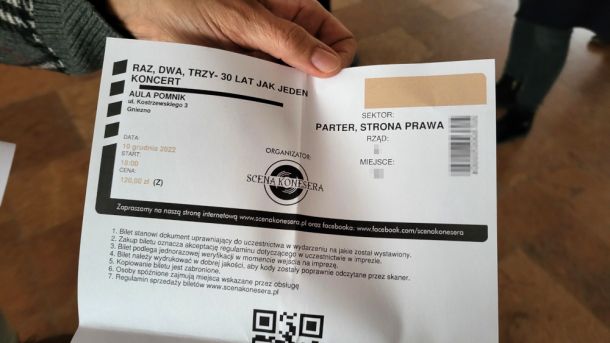 RAZ, DWA, TRZY- 30 LAT JAK JEDEN
KONCERT
AULA POMNIK
ul. Kostrzewskiego 3
Gniezno
DATA:
10 grudnia 2022
START:
18:00
CENA:
120,00 zł (Z)
ORGANIZATOR:
SCENA KONESERA
SEKTOR:
PARTER, STRONA PRAWA
RZĄD:
MIEJSCE:
Zapraszamy na naszą stronę internetową www.scenakonesera.pl oraz facebooka: www.facebook.com/scenakonesera
1. Bilet stanowi dokument uprawniający do uczestnictwa w wydarzeniu na jakie został wystawiony.
2. Zakup biletu oznacza akceptację regulaminu dotyczącego uczestnictwa w imprezie.
3. Bilet podlega jednorazowej weryfikacji w momencie wejścia na imprezę.
4. Bilet należy wydrukować w dobrej jakości, aby kody zostały poprawnie odczytane przez skaner.
5. Kopiowanie biletu jest zabronione.
6. Osoby spóźnione zajmują miejsca wskazane przez obsługę
7. Regulamin sprzedaży biletów www.scenakonesera.pl